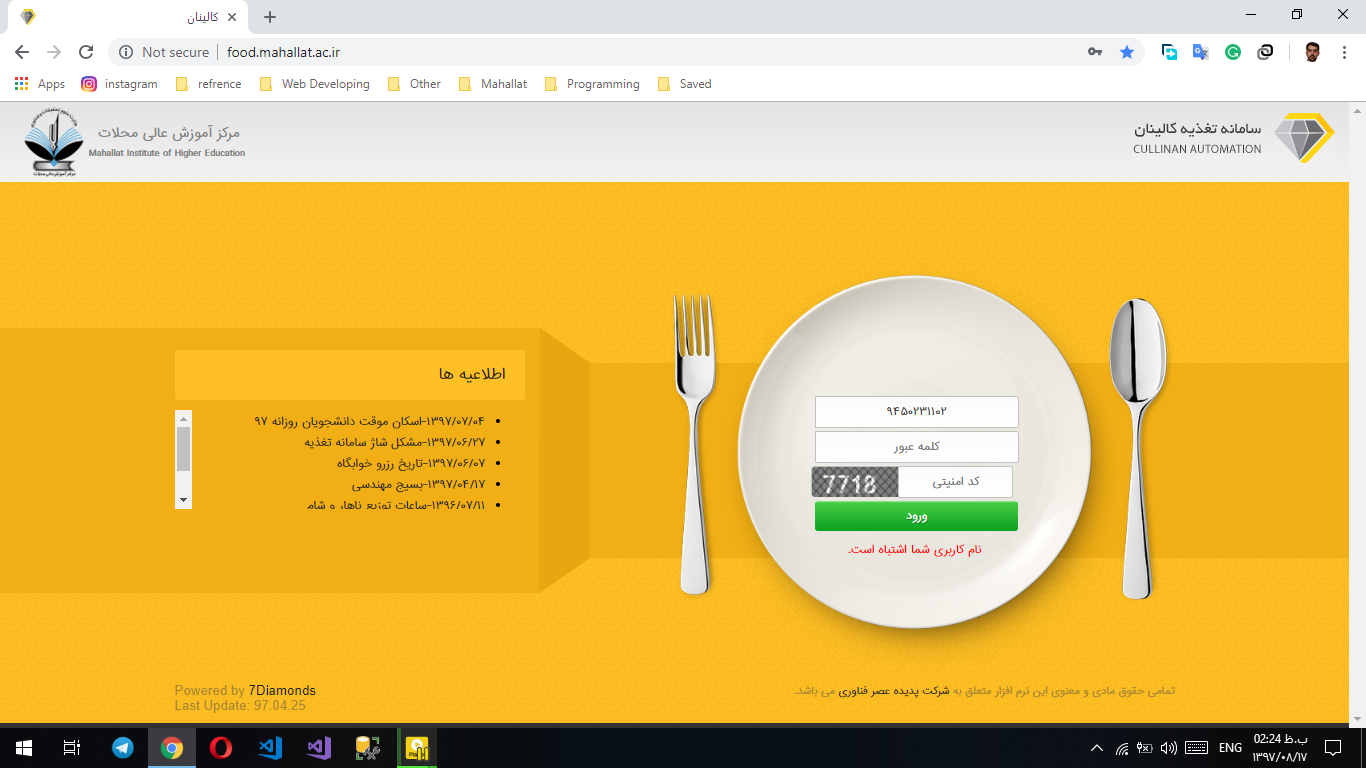 کالینان
Not secure
food.mahallat.ac.ir
Apps
instagram
refrence
Web Developing
Other
Mahallat
Programming
Saved
مرکز آموزش عالی محلات
Mahallat Institute of Higher Education
سامانه تغذیه کالینان
CULLINAN AUTOMATION
اطلاعیه ها
۱۳۹۷/۰۷/۰۴-اسکان موقت دانشجویان روزانه ۹۷
۱۳۹۷/۰۶/۲۷-مشکل شاژ سامانه تغذیه
۱۳۹۷/۰۶/۰۷-تاریخ رزرو خوابگاه
۱۳۹۷/۰۴/۱۷-بسیج مهندسی
۱۳۹۶/۰۷/۱۱-ساعات توزیع ناهار و شام
۹۴۵۰۲۳۱۱۰۲
کلمه عبور
7718
کد امنیتی
ورود
نام کاربری شما اشتباه است.
Powered by 7Diamonds
Last Update: 97.04.25
تمامی حقوق مادی و معنوی این نرم افزار متعلق به شرکت پدیده عصر فناوری می باشد.
ENG
02:24 ب.ظ
۱۳۹۷/۰۸/۱۷